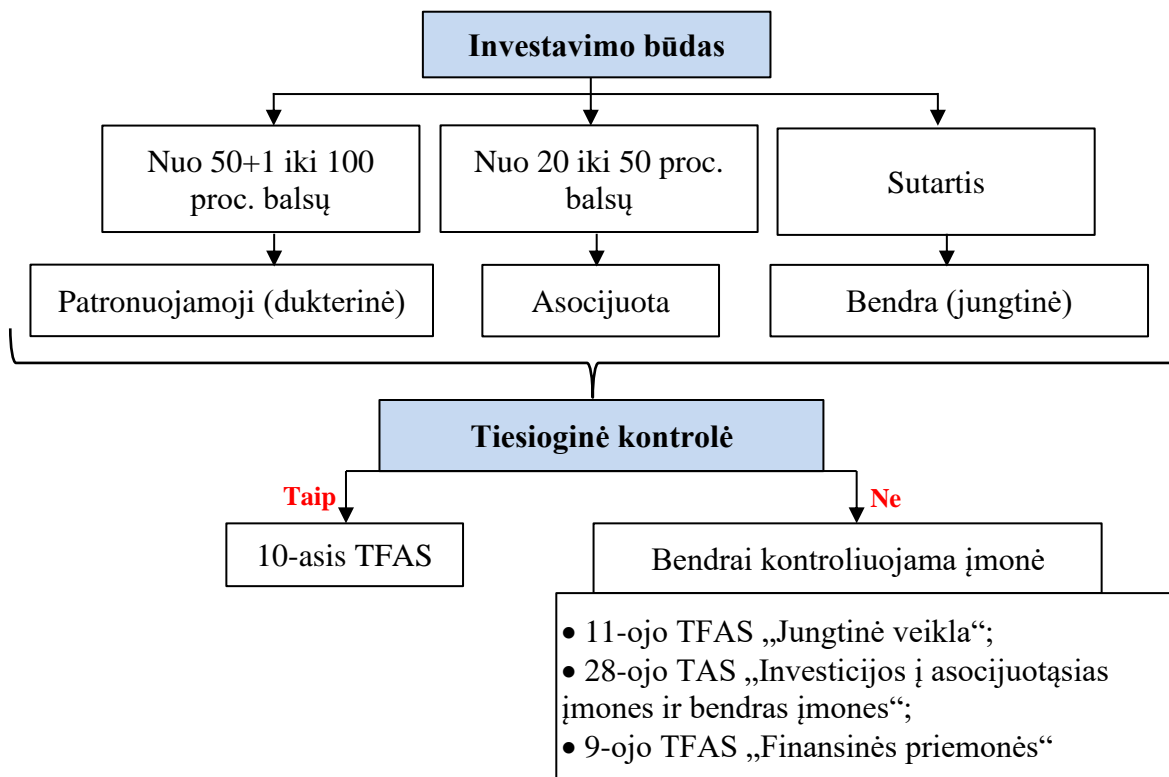 Investavimo būdas
Nuo 50+1 iki 100
proc. balsų
Nuo 20 iki 50 proc.
balsų
Sutartis
Patronuojamoji (dukterinė)
Asocijuota
Bendra (jungtinė)
Tiesioginė kontrolė
Taip
Ne
10-asis TFAS
Bendrai kontroliuojama įmonė
• 11-ojo TFAS „Jungtinė veikla“;
• 28-ojo TAS „Investicijos į asocijuotąsias
įmones ir bendras įmones“;
• 9-ojo TFAS „Finansinės priemonės“